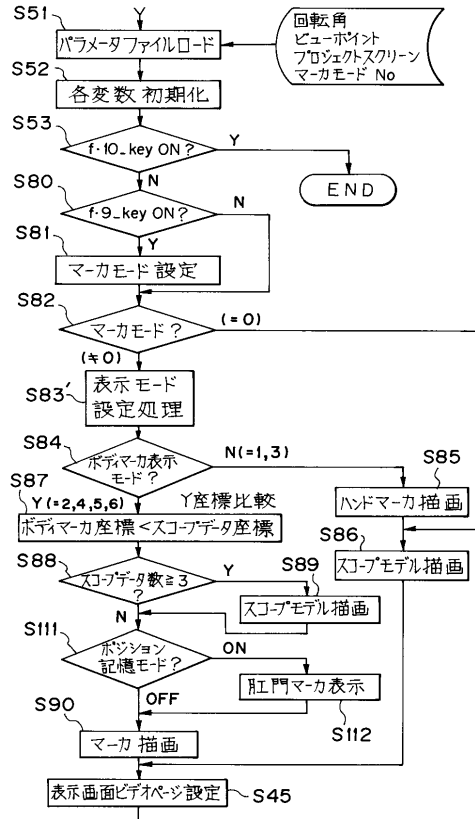 Y
S51
パラメータファイルロード
回転角
ビューポイント
プロジェクトスクリーン
マーカモード No
S52
各変数初期化
S53
f・10_key ON?
Y
END
N
S80
f・9_key ON?
N
Y
S81
マーカモード設定
S82
マーカモード?
(=0)
(≠0)
S83'
表示モード
設定処理
S84
ボディマーカ表示
モード?
N(=1,3)
S85
ハンドマーカ描画
S87
Y(=2,4,5,6)
Y座標比較
ボディマーカ座標<スコープデータ座標
S86
スコープモデル描画
S88
スコープデータ数≧3
?
Y
S89
スコープモデル描画
N
S111
ポジション
記憶モード?
ON
肛門マーカ表示
S112
OFF
S90
マーカ描画
表示画面ビデオページ設定
S45